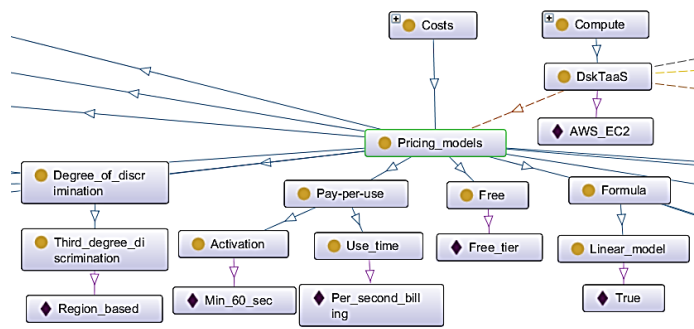 Costs
Compute
DskTaaS
AWS_EC2
Pricing_models
Degree_of_discr
imination
Pay-per-use
Free
Formula
Third_degree_di
scrimination
Activation
Use_time
Free_tier
Linear_model
Region_based
Min_60_sec
Per_second_bill
ing
True